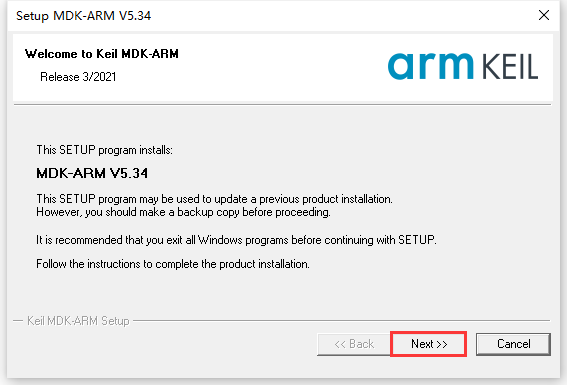 Setup MDK-ARM V5.34
Welcome to Keil MDK-ARM
Release 3/2021
arm KEIL
This SETUP program installs:
MDK-ARM V5.34
This SETUP program may be used to update a previous product installation.
However, you should make a backup copy before proceeding.
It is recommended that you exit all Windows programs before continuing with SETUP.
Follow the instructions to complete the product installation.
Keil MDK-ARM Setup
<< Back
Next >>
Cancel